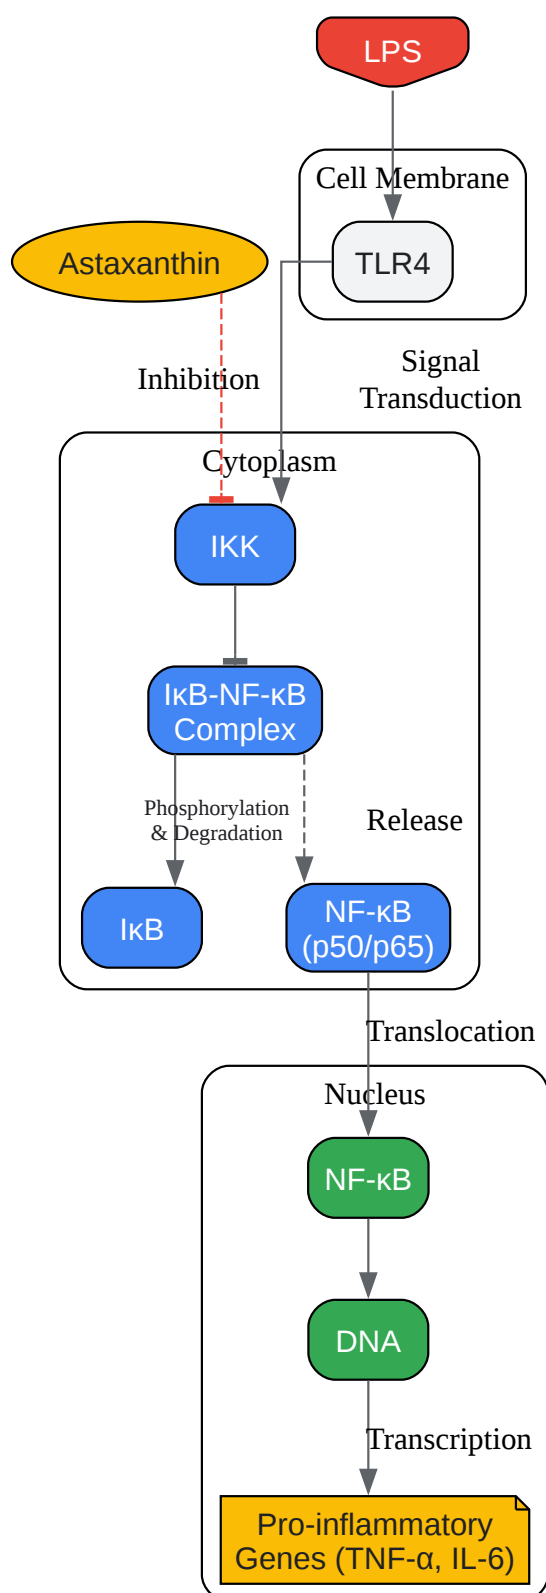 LPS
Cell Membrane
TLR4
Astaxanthin
Inhibition
Signal
Transduction
Cytoplasm
IKK
IκB-NF-κB
Complex
Phosphorylation
& Degradation
Release
IκB
NF-κB
(p50/p65)
Translocation
Nucleus
NF-κB
DNA
Transcription
Pro-inflammatory
Genes (TNF-α, IL-6)